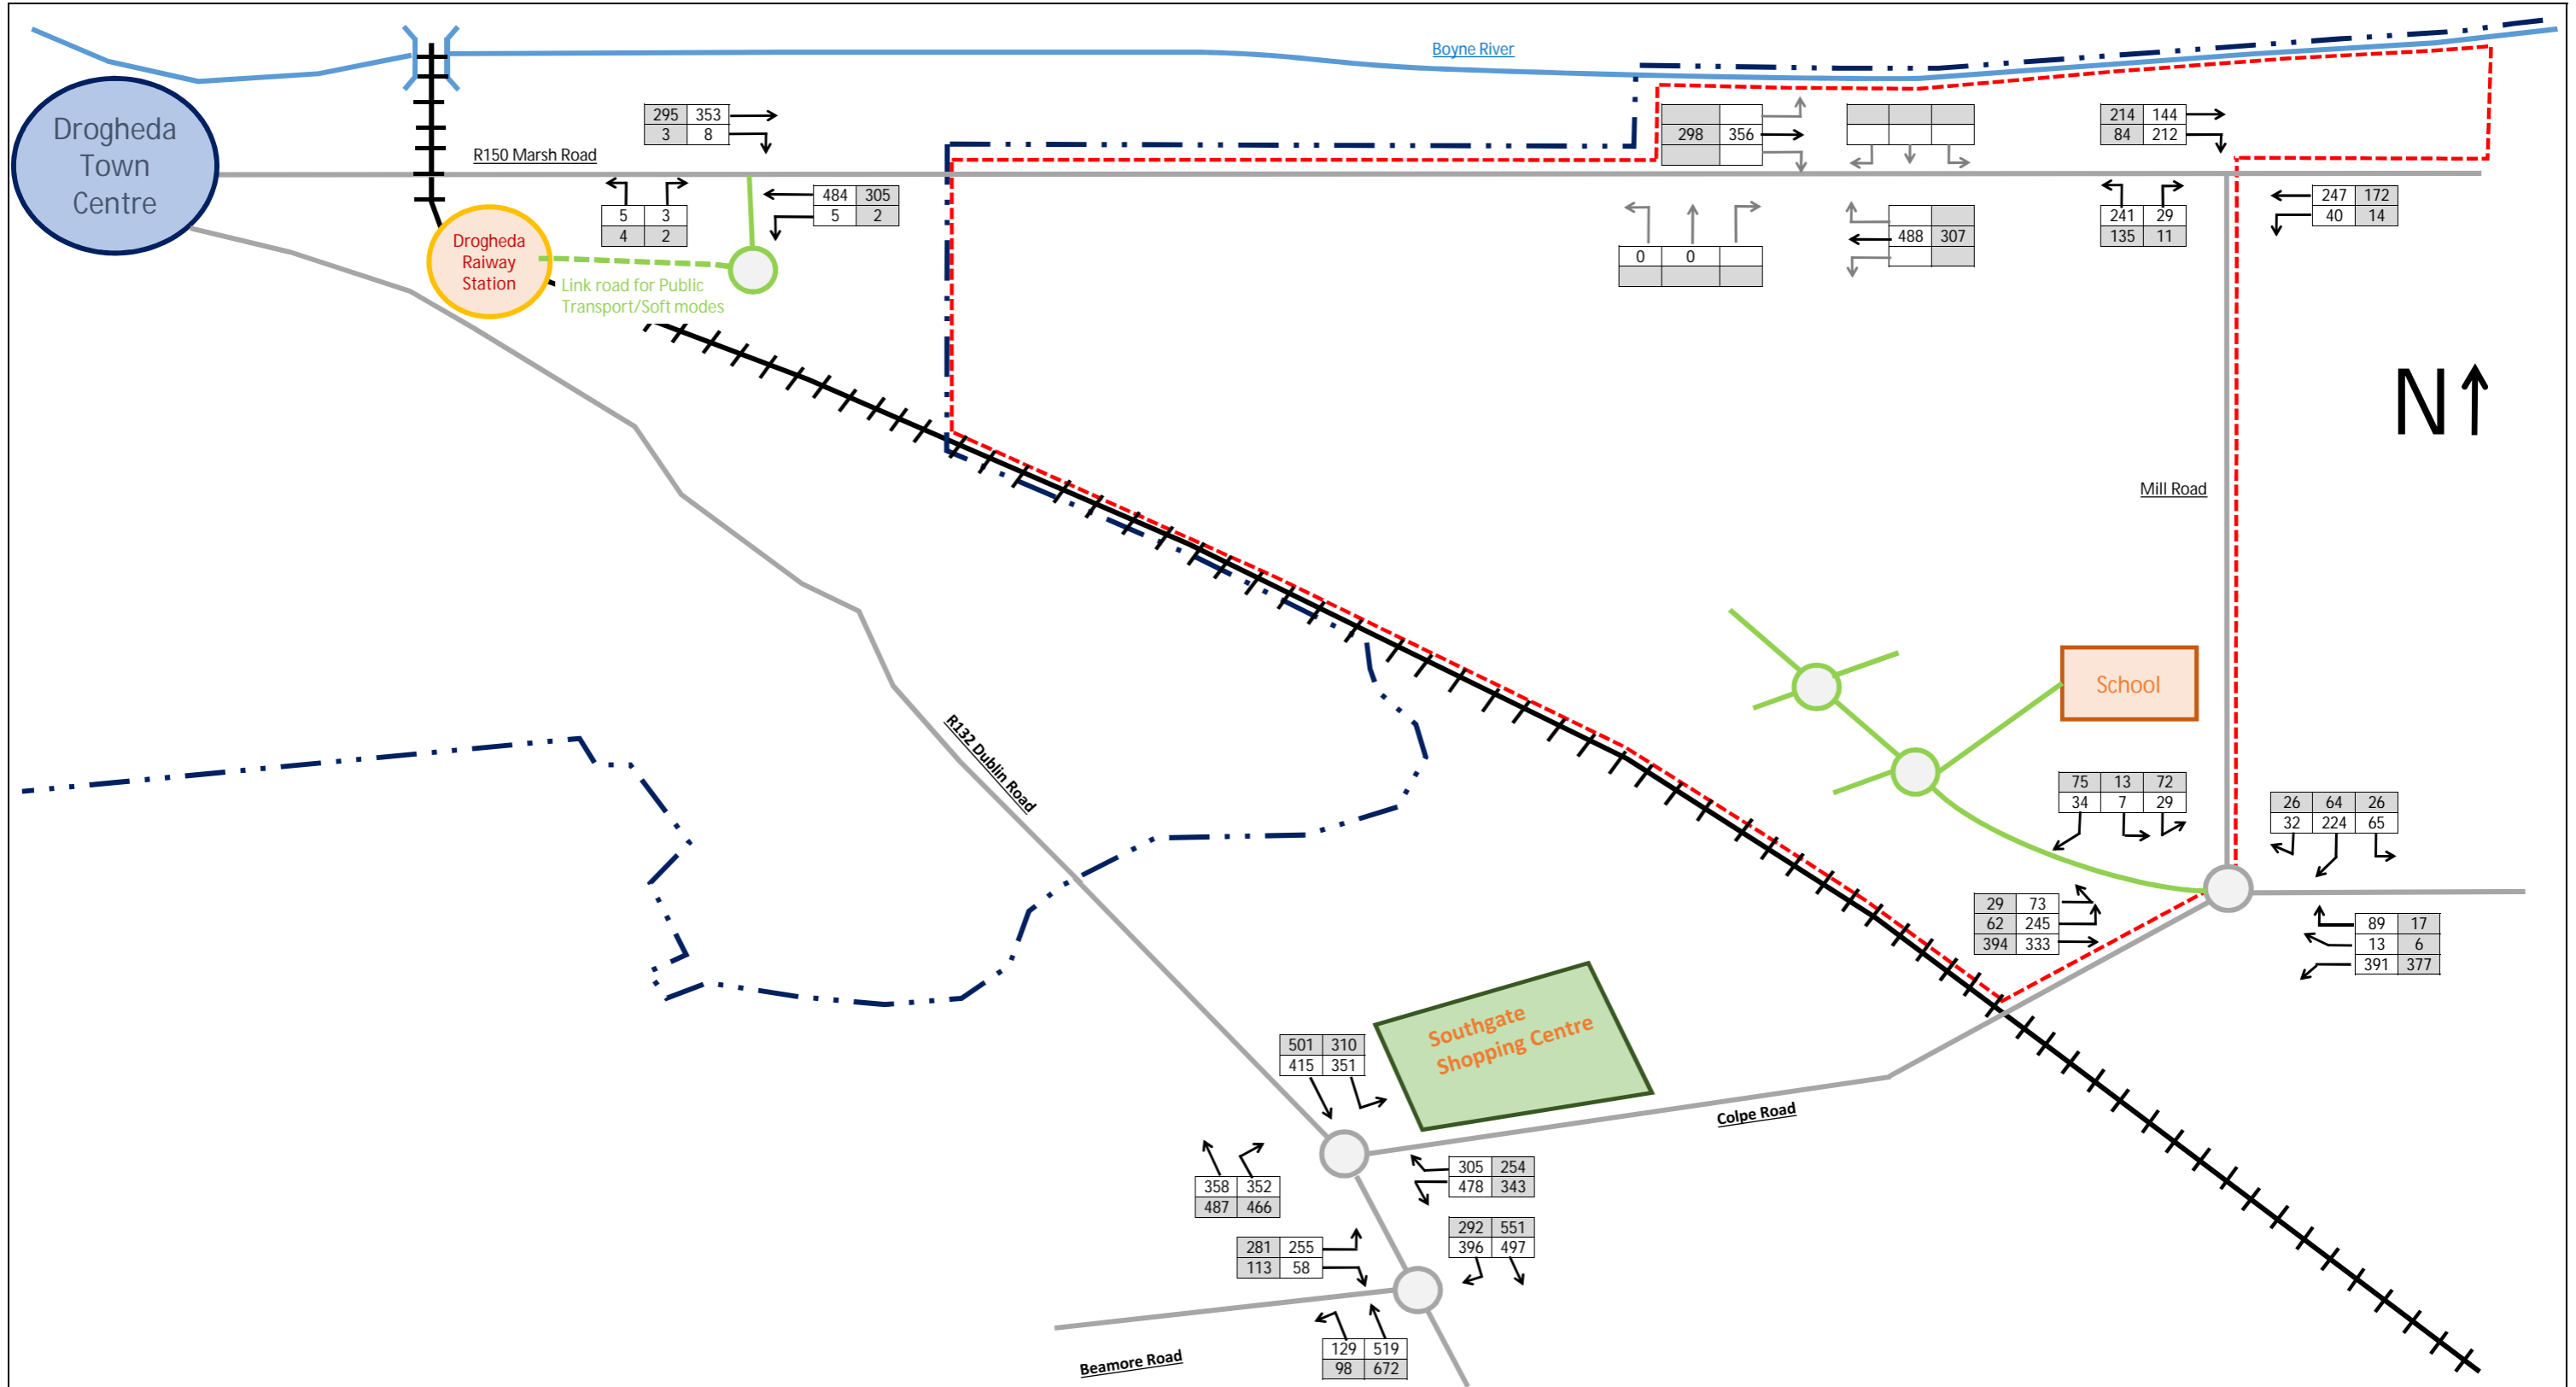 Boyne River
Drogheda
Town
Centre
R150 Marsh Road
295 353
3 8
298 356
214 144
84 212
5 3
4 2
484 305
5 2
0 0
488 307
241 29
135 11
247 172
40 14
Drogheda
Raiway
Station
Link road for Public
Transport/Soft modes
N
Mill Road
School
R132 Dublin Road
75 13 72
34 7 29
26 64 26
32 224 65
29 73
62 245
394 333
89 17
13 6
391 377
Southgate
Shopping Centre
501 310
415 351
Colpe Road
358 352
487 466
305 254
478 343
281 255
113 58
292 551
396 497
129 519
98 672
Beamore Road